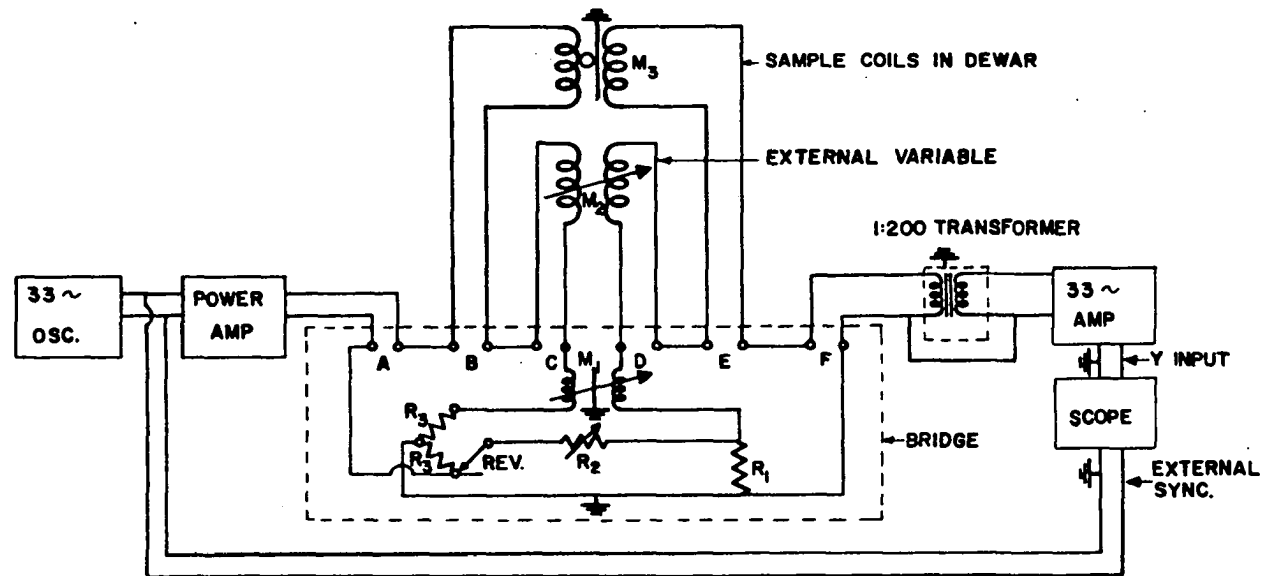 M3
SAMPLE COILS IN DEWAR
EXTERNAL VARIABLE
M2
1:200 TRANSFORMER
33 ~
OSC.
POWER
AMP
33 ~
AMP
A
B
C
M1
D
E
F
Y INPUT
R3
R3
REV.
R2
R1
BRIDGE
SCOPE
EXTERNAL
SYNC.